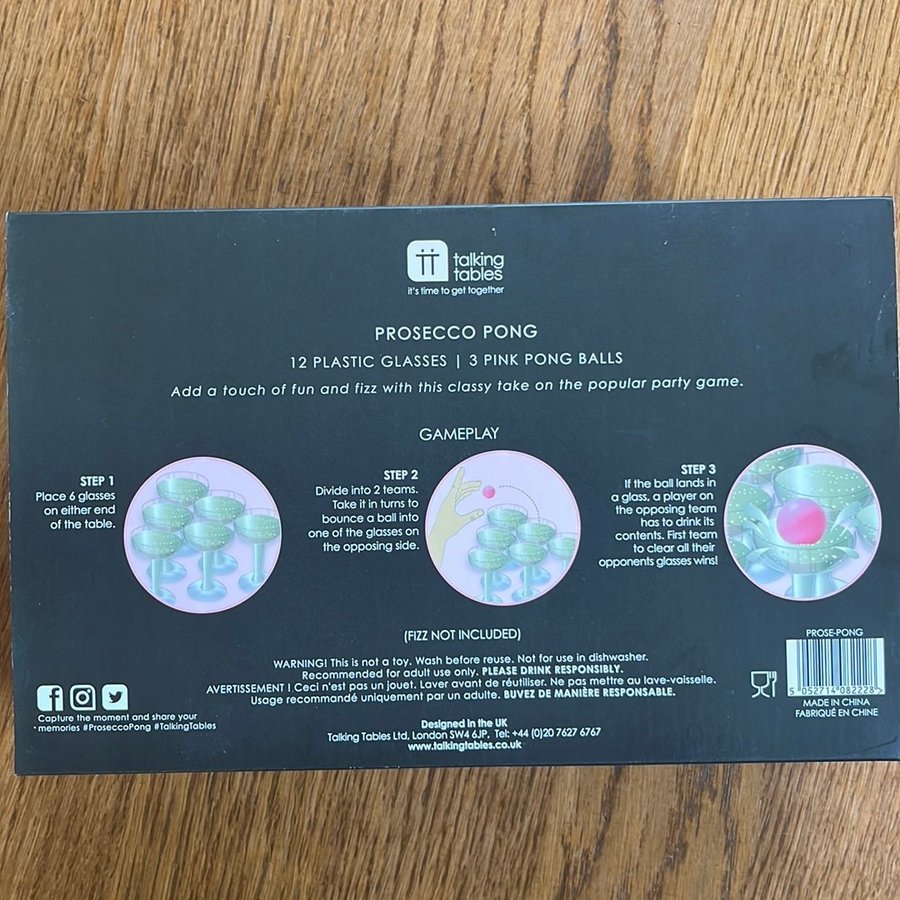 talking
tables
it's time to get together
PROSECCO PONG
12 PLASTIC GLASSES | 3 PINK PONG BALLS
Add a touch of fun and fizz with this classy take on the popular party game.
GAMEPLAY
STEP 1
Place 6 glasses
on either end
of the table.
STEP 2
Divide into 2 teams.
Take it in turns to
bounce a ball into
one of the glasses on
the opposing side.
STEP 3
If the ball lands in
a glass, a player on
the opposing team
has to drink its
contents. First team
to clear all their
opponents glasses wins!
(FIZZ NOT INCLUDED)
WARNING! This is not a toy. Wash before reuse. Not for use in dishwasher.
Recommended for adult use only. PLEASE DRINK RESPONSIBLY.
AVERTISSEMENT ! Ceci n'est pas un jouet. Laver avant de réutiliser. Ne pas mettre au lave-vaisselle.
Usage recommandé uniquement par un adulte. BUVEZ DE MANIÈRE RESPONSABLE.
Capture the moment and share your
memories #ProseccoPong #TalkingTables
Designed in the UK
Talking Tables Ltd, London SW4 6JP, Tel: +44 (0)20 7627 6767
www.talkingtables.co.uk
PROSE-PONG
5 052714 082228 >
MADE IN CHINA
FABRIQUÉ EN CHINE